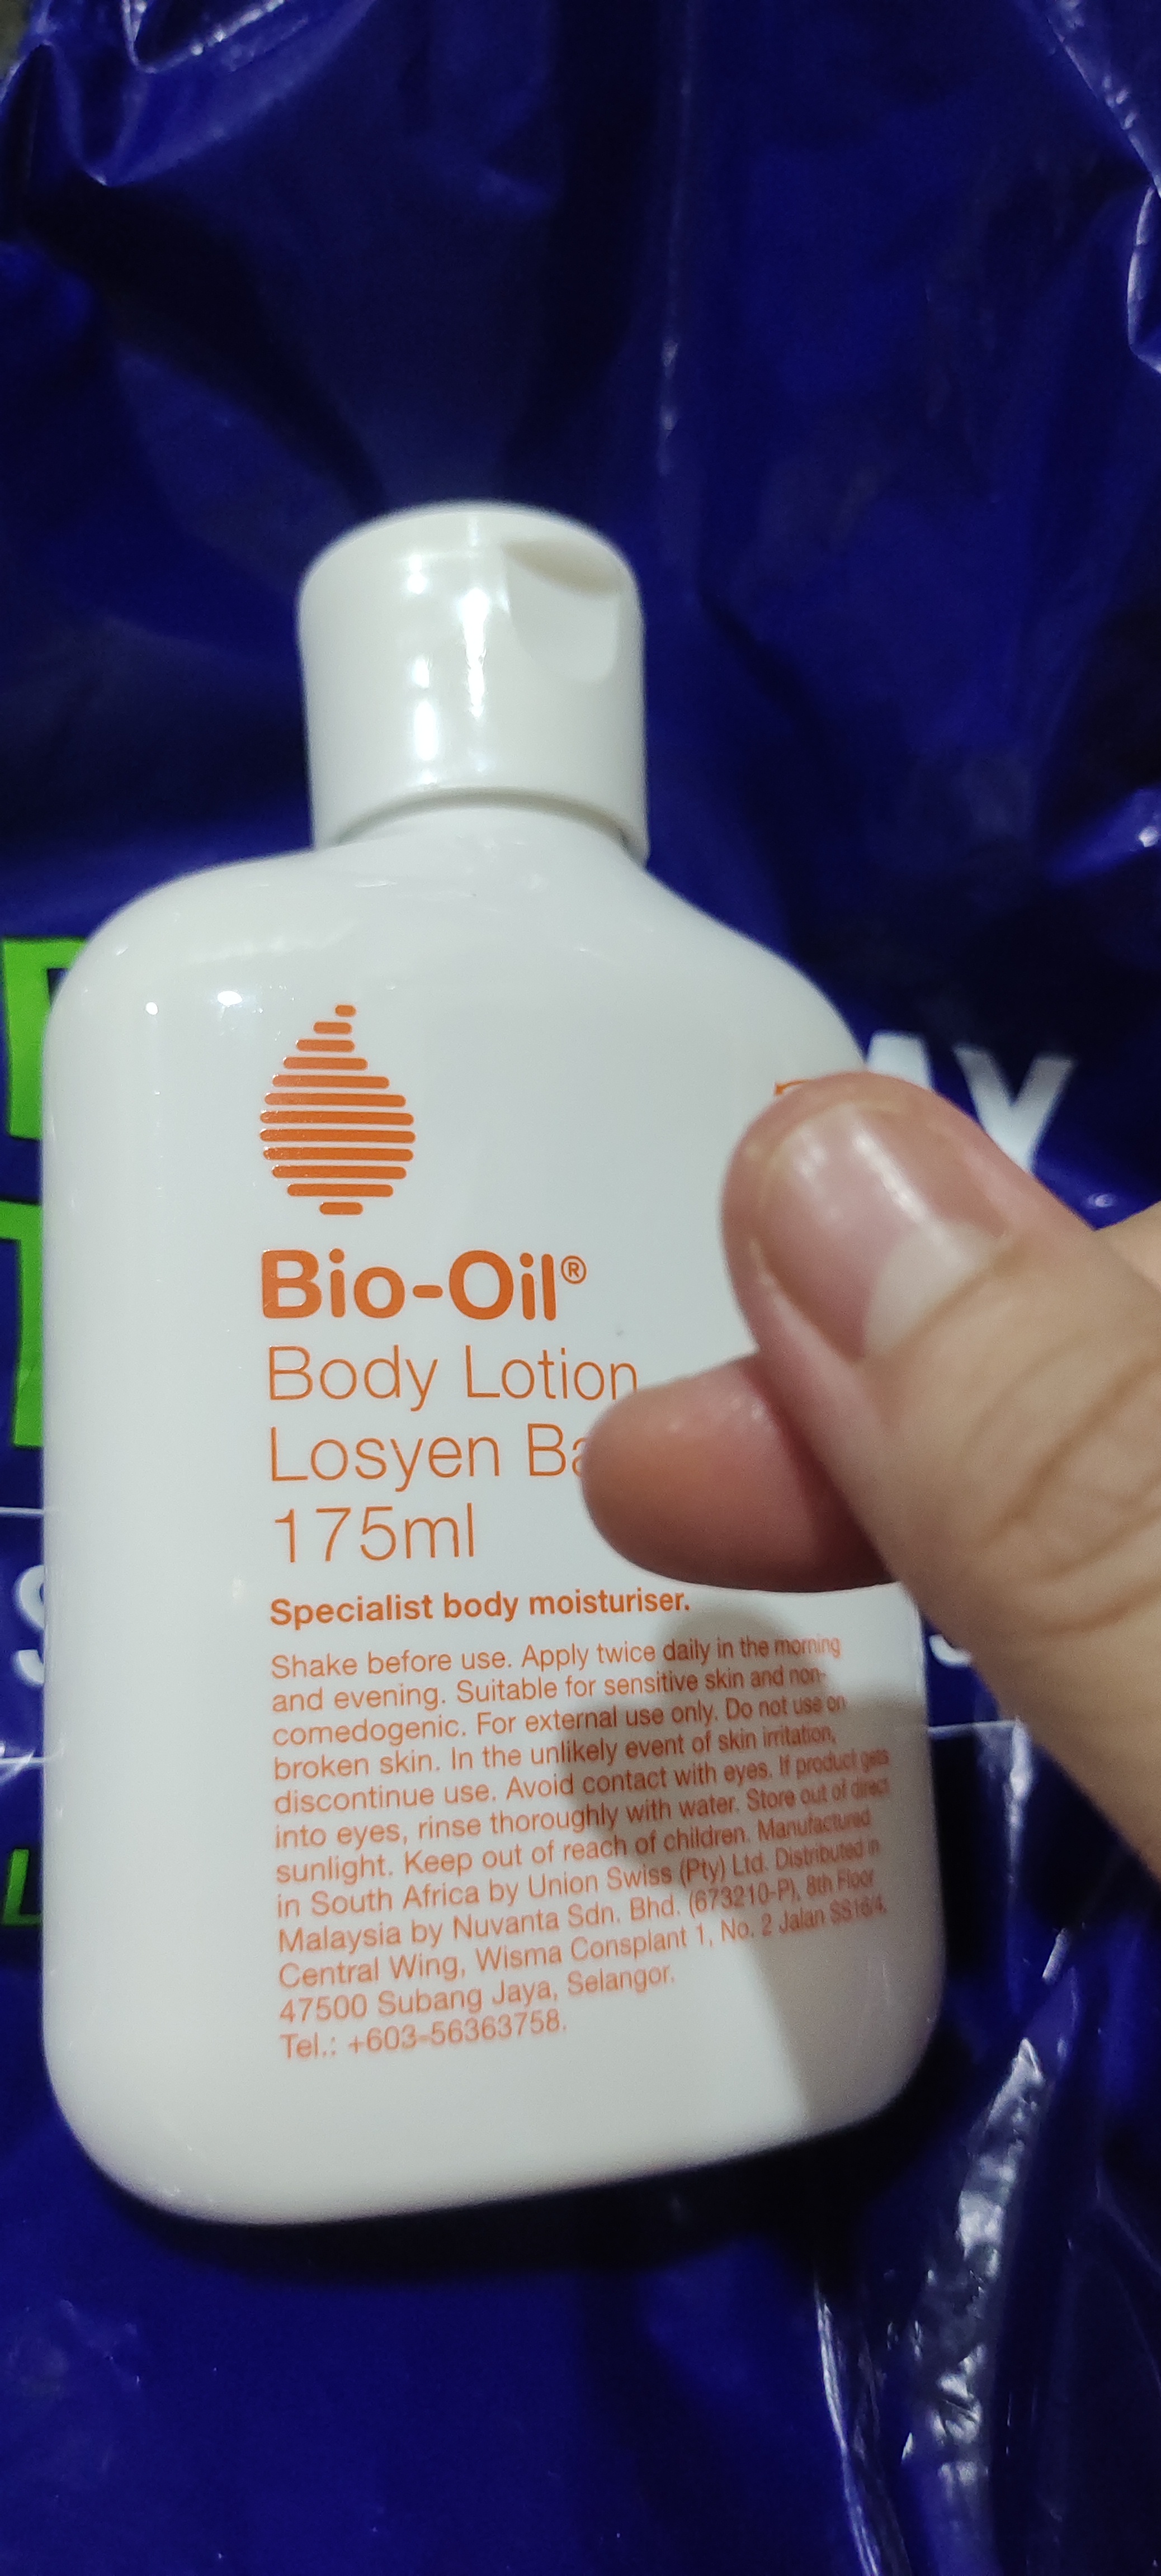 Bio-Oil®
Body Lotion
Losyen
175ml
Specialist body moisturiser.
Shake before use. Apply twice daily in the morning
and evening. Suitable for sensitive skin and non-
comedogenic. For external use only. Do not use on
broken skin. In the unlikely event of skin irritation,
discontinue use. Avoid contact with eyes. If product gets
into eyes, rinse thoroughly with water. Store out of direct
sunlight. Keep out of reach of children. Manufactured
in South Africa by Union Swiss (Pty) Ltd. Distributed in
Malaysia by Nuvanta Sdn. Bhd. (673210-P), 8th Floor
Central Wing, Wisma Consplant 1, No. 2 Jalan SS16/4,
47500 Subang Jaya, Selangor.
Tel.: +603-56363758.